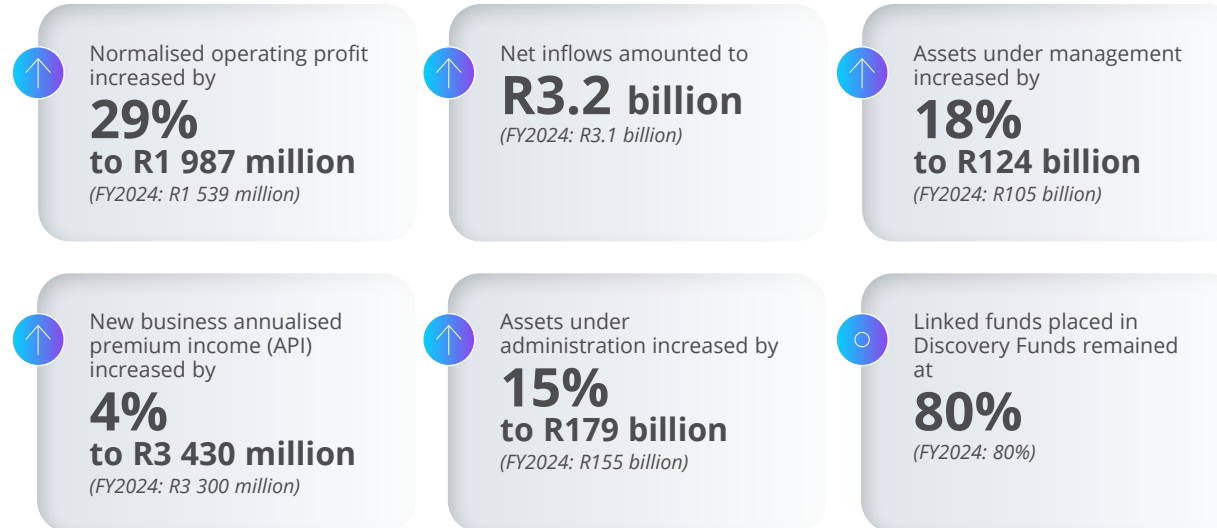 Normalised operating profit
increased by
29%
to R1 987 million
(FY2024: R1 539 million)
Net inflows amounted to
R3.2 billion
(FY2024: R3.1 billion)
Assets under management
increased by
18%
to R124 billion
(FY2024: R105 billion)
New business annualised
premium income (API)
increased by
4%
to R3 430 million
(FY2024: R3 300 million)
Assets under
administration increased by
15%
to R179 billion
(FY2024: R155 billion)
Linked funds placed in
Discovery Funds remained
at
80%
(FY2024: 80%)